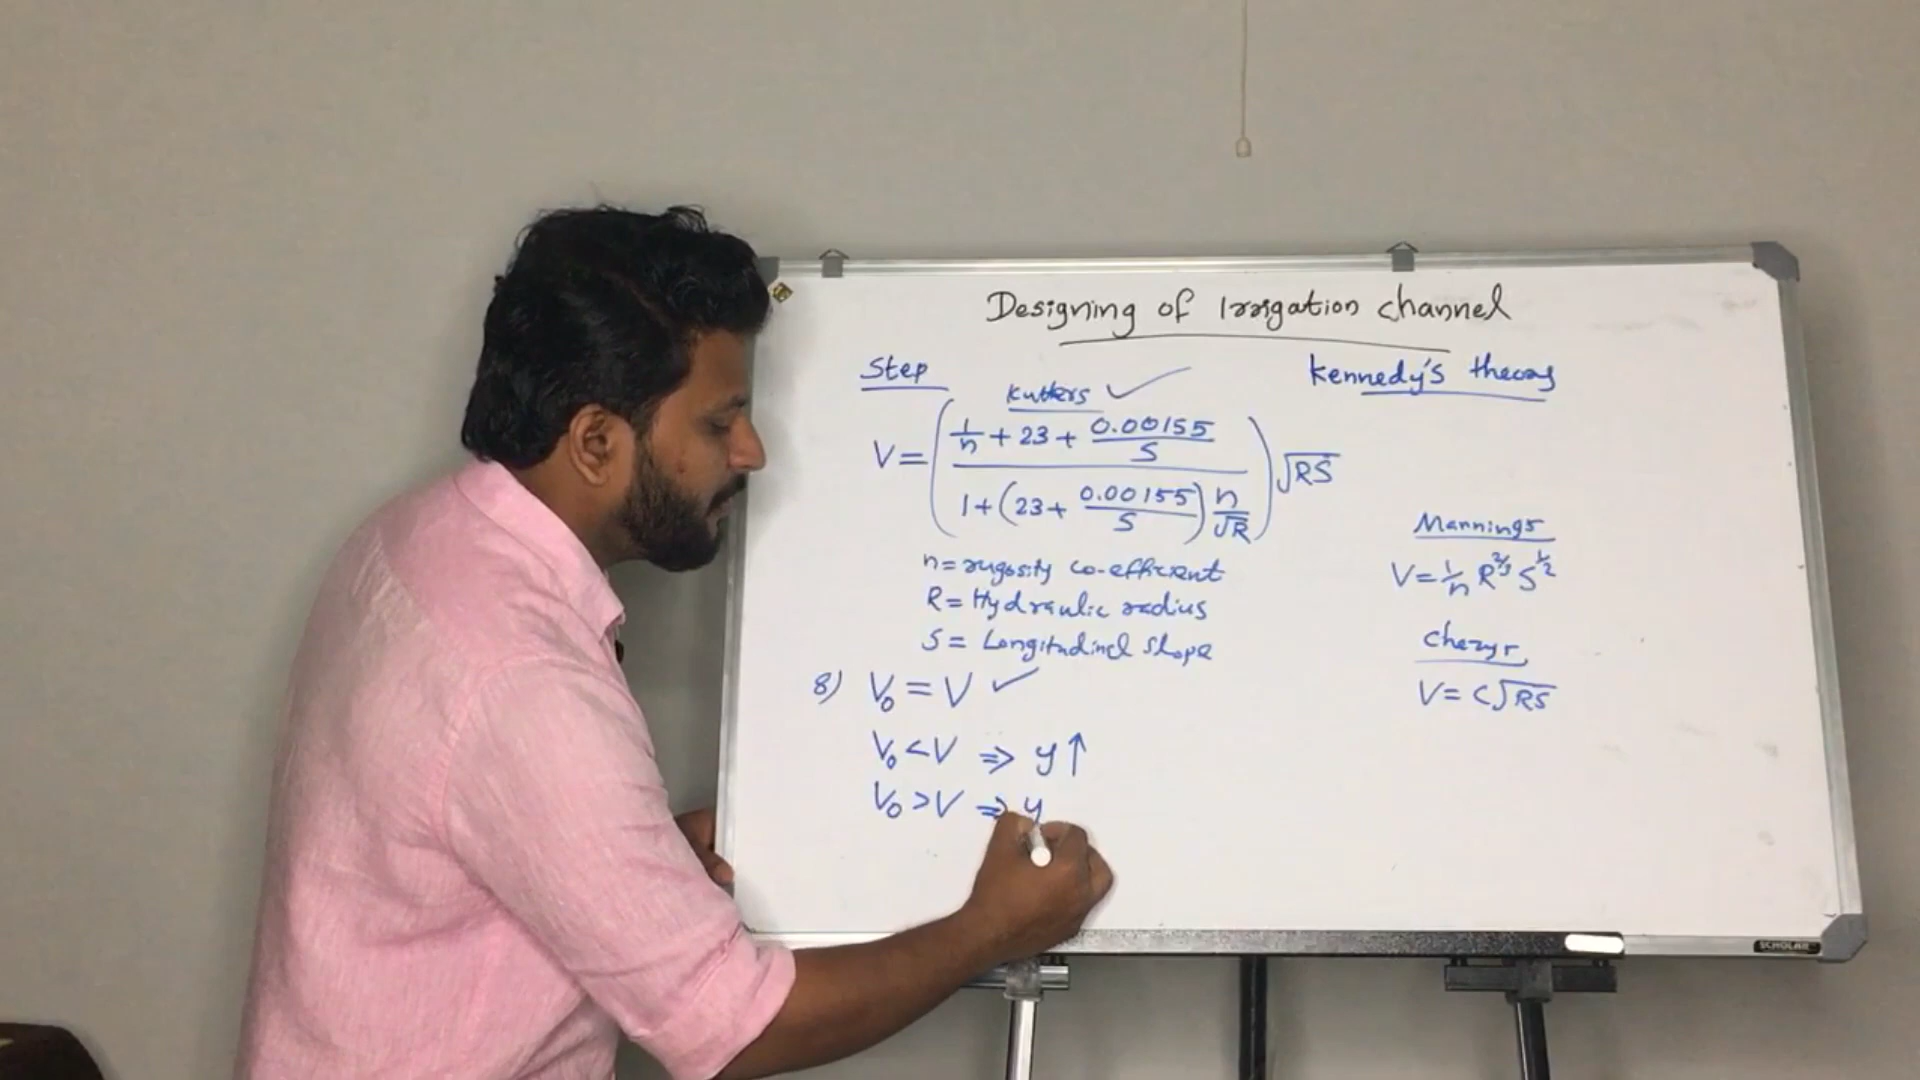 Designing of Irrigation channel
Step
Kennedy's theory
Kutters ✓
V = ( (1/n + 23 + 0.00155/S) / (1 + (23 + 0.00155/S) n/√R) ) √RS
n = rugosity co-efficient
R = Hydraulic radius
S = Longitudinal Slope
8) V₀ = V ✓
V₀ < V ⇒ y ↑
V₀ > V ⇒ y
Mannings
V = 1/n R^2/3 S^1/2
Chezys
V = C√RS
SCHOLAR